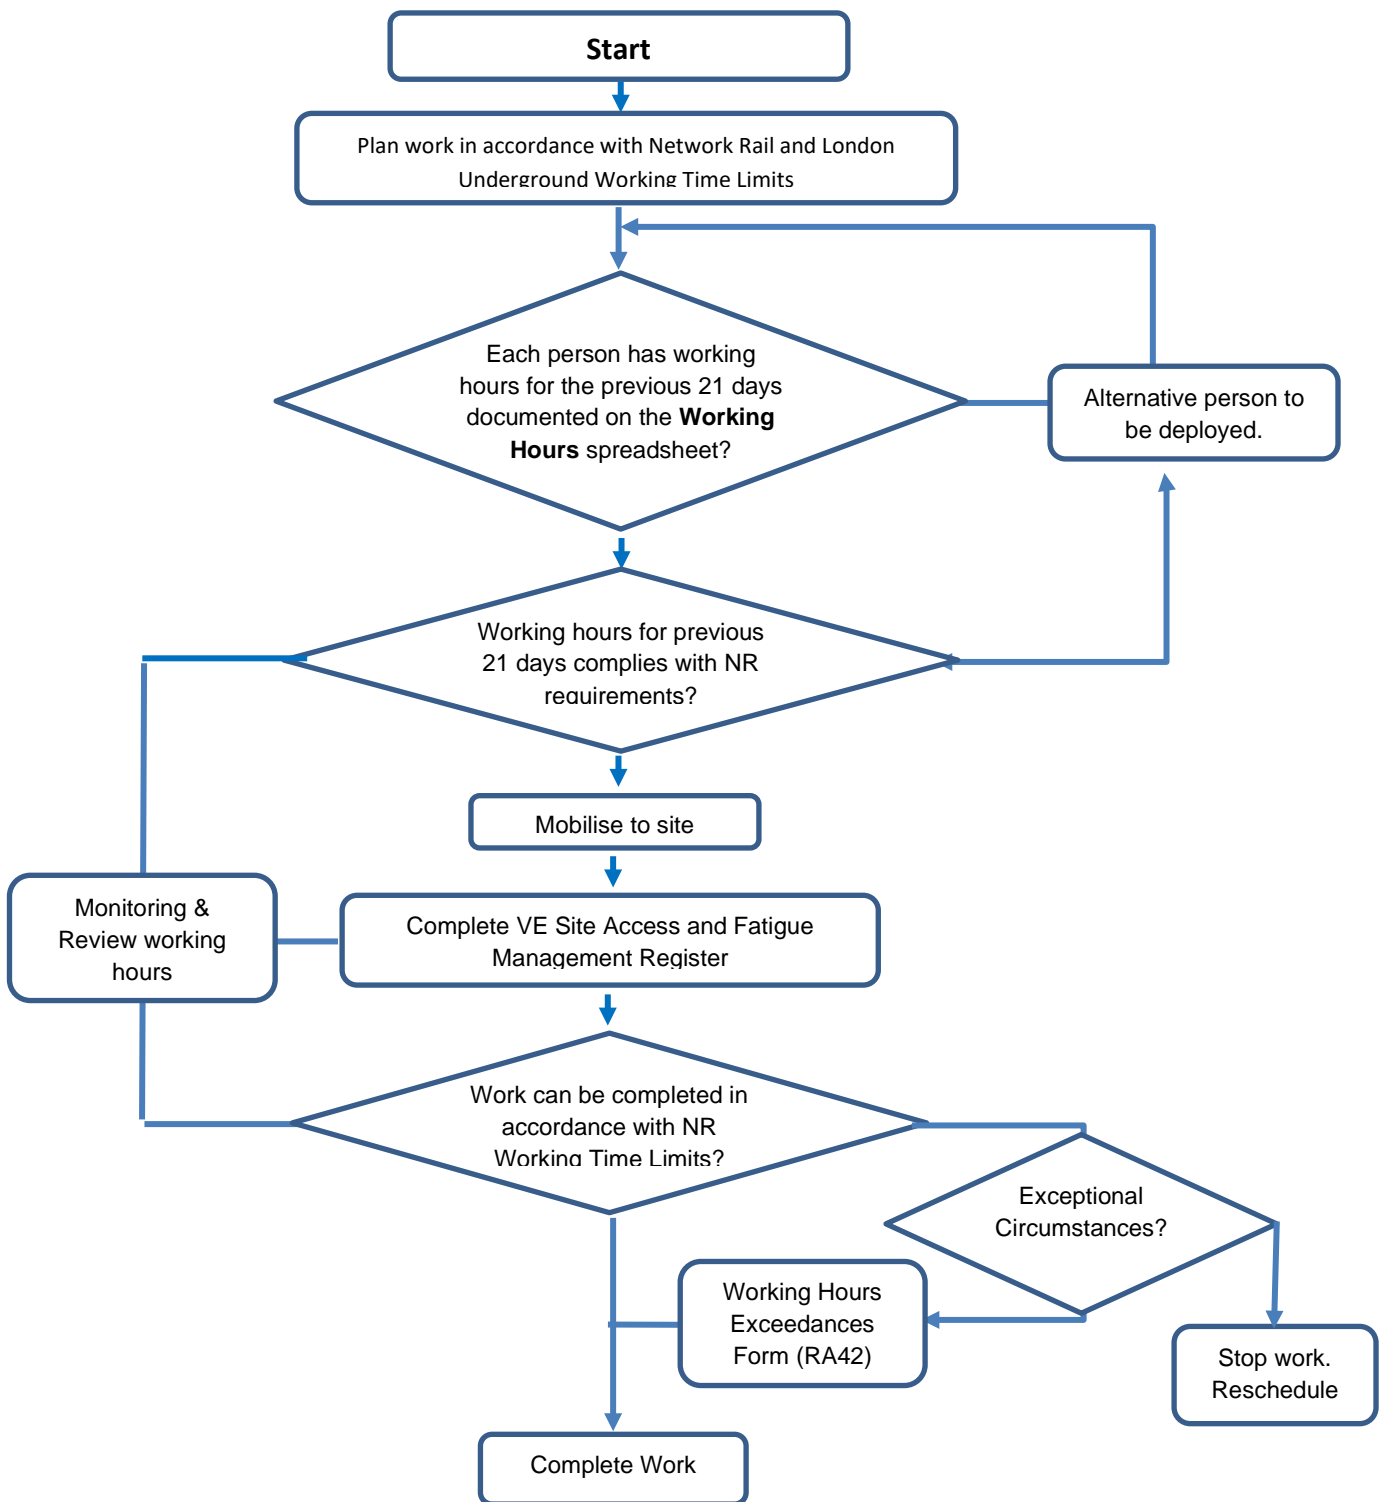 Start
Plan work in accordance with Network Rail and London
Underground Working Time Limits
Each person has working
hours for the previous 21 days
documented on the Working
Hours spreadsheet?
Alternative person to
be deployed.
Working hours for previous
21 days complies with NR
requirements?
Mobilise to site
Monitoring &
Review working
hours
Complete VE Site Access and Fatigue
Management Register
Work can be completed in
accordance with NR
Working Time Limits?
Exceptional
Circumstances?
Working Hours
Exceedances
Form (RA42)
Stop work.
Reschedule
Complete Work